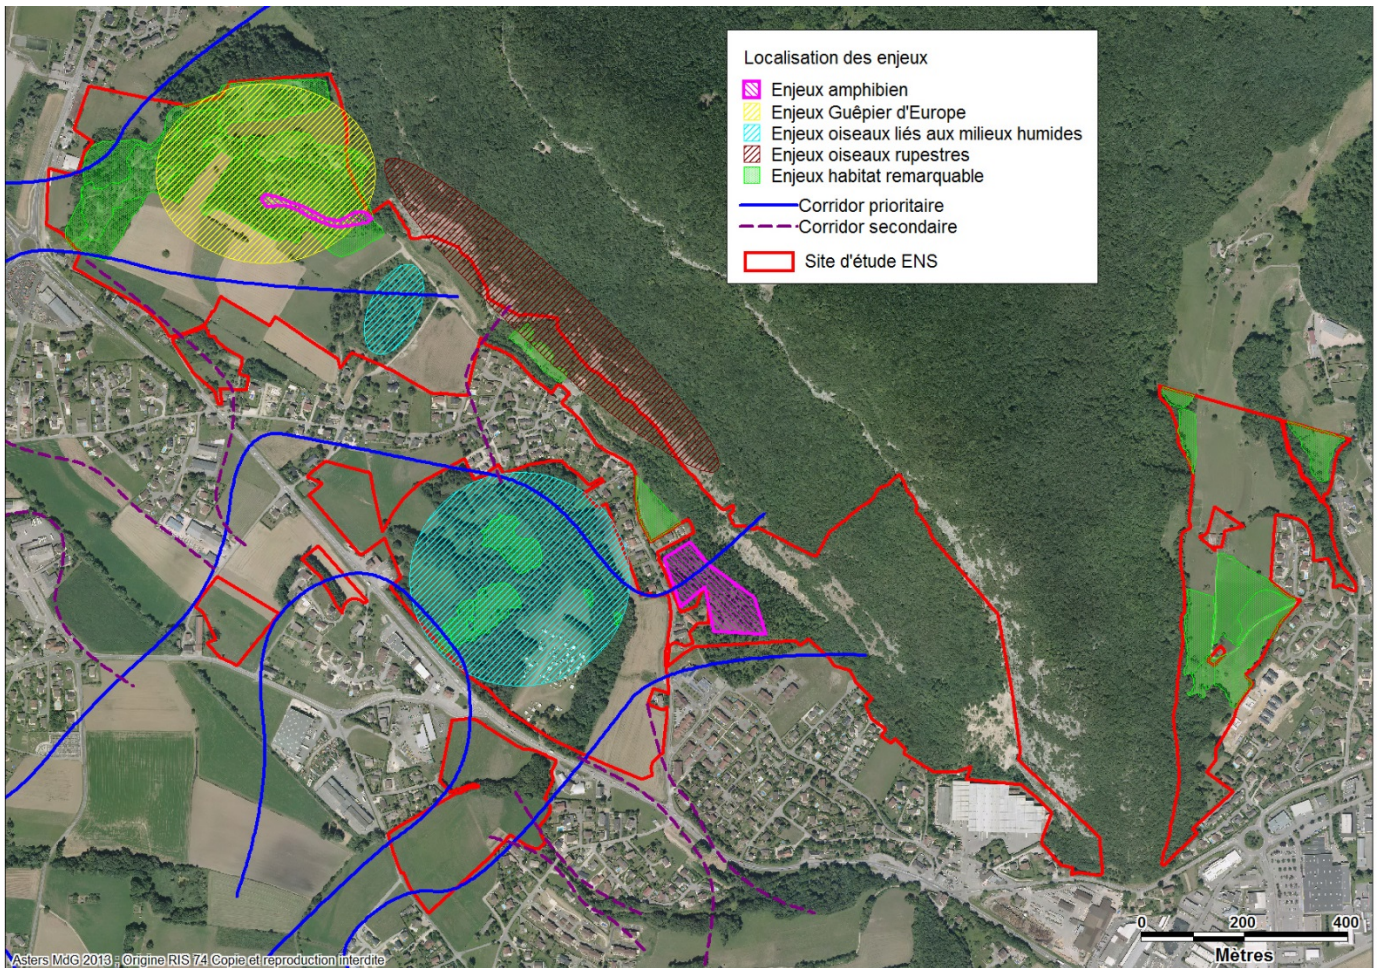 Localisation des enjeux
Enjeux amphibien
Enjeux Guêpier d'Europe
Enjeux oiseaux liés aux milieux humides
Enjeux oiseaux rupestres
Enjeux habitat remarquable
Corridor prioritaire
Corridor secondaire
Site d'étude ENS
0 200 400
Mètres
Asters MdG 2013 - Origine RIS 74 Copie et reproduction interdite